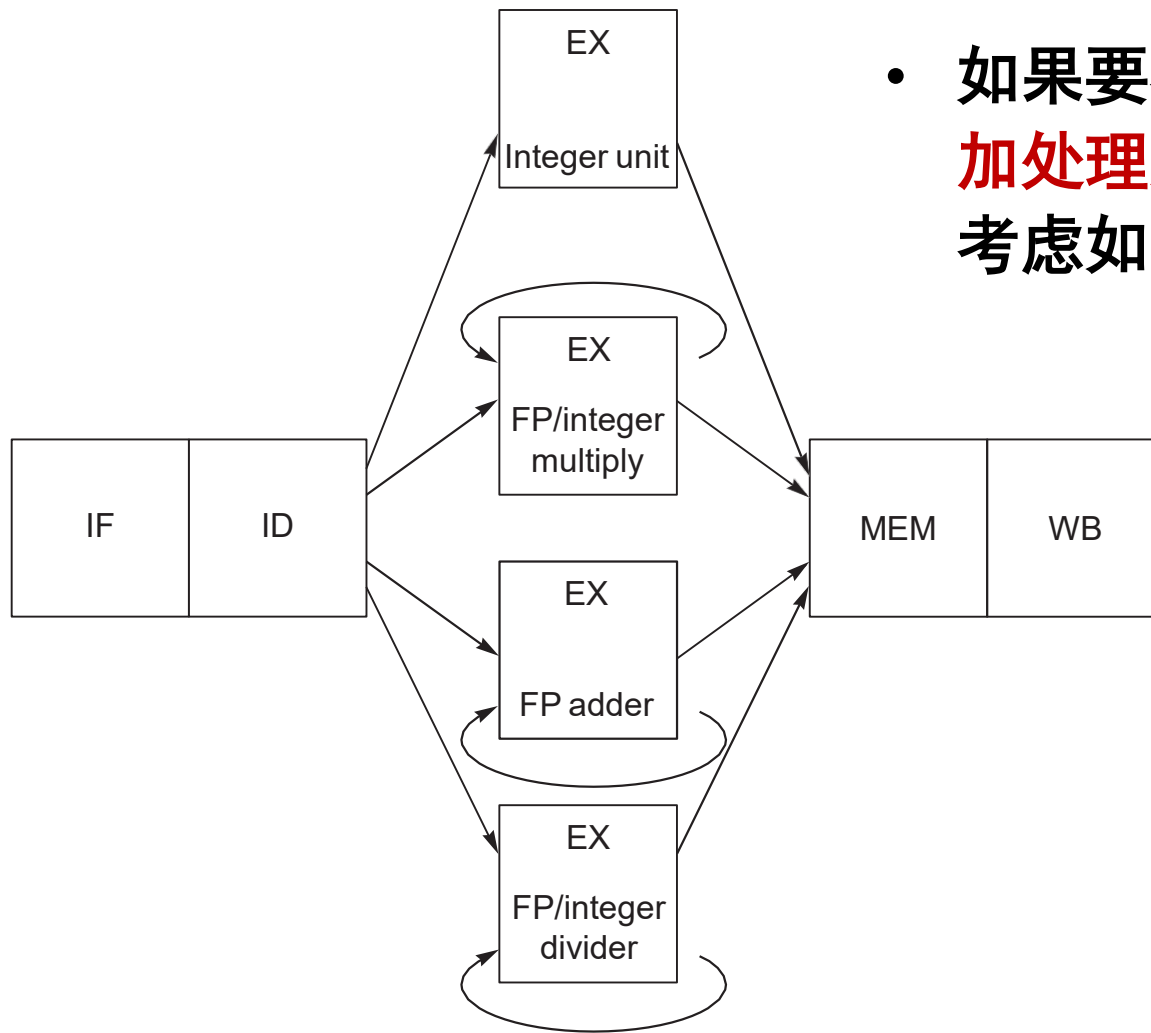 EX
Integer unit
EX
FP/integer
multiply
IF
ID
MEM
WB
EX
FP adder
EX
FP/integer
divider
• 如果要
加处理
考虑如